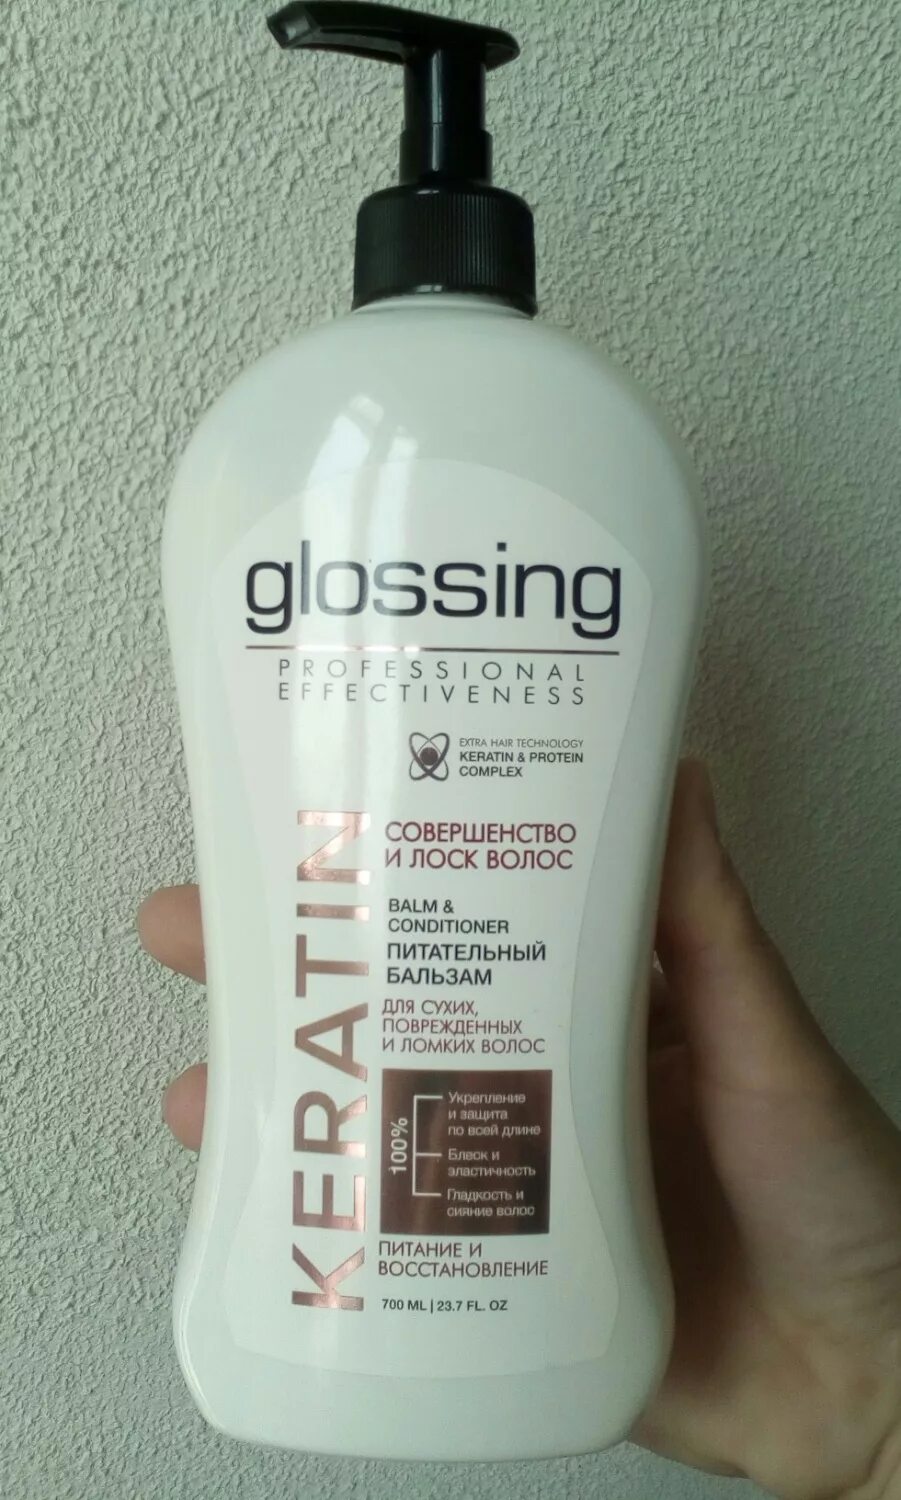 glossing
PROFESSIONAL
EFFECTIVENESS
EXTRA HAIR TECHNOLOGY
KERATIN & PROTEIN
COMPLEX
KERATIN
СОВЕРШЕНСТВО
И ЛОСК ВОЛОС
BALM &
CONDITIONER
ПИТАТЕЛЬНЫЙ
БАЛЬЗАМ
ДЛЯ СУХИХ,
ПОВРЕЖДЕННЫХ
И ЛОМКИХ ВОЛОС
100%
Укрепление
и защита
по всей длине
Блеск и
эластичность
Гладкость и
сияние волос
ПИТАНИЕ И
ВОССТАНОВЛЕНИЕ
700 ML | 23.7 FL. OZ